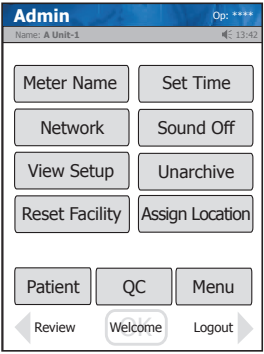 Admin Op: ****
Name: A Unit-1 13:42
Meter Name Set Time
Network Sound Off
View Setup Unarchive
Reset Facility Assign Location
Patient QC Menu
Review OK Welcome Logout